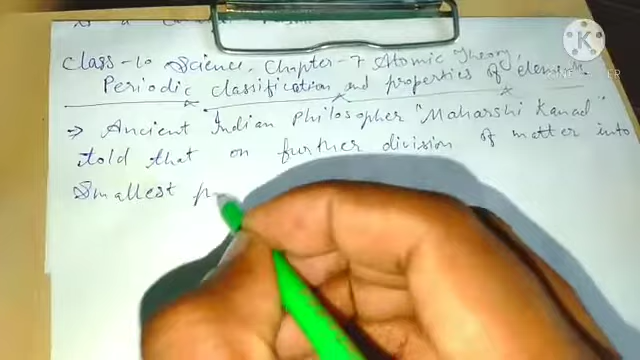 Class-10 Science, Chapter-7 Atomic Theory,
Periodic classification and properties of elements.
→ Ancient Indian Philosopher "Maharshi Kanad"
told that on further division of matter into
Smallest p
KINEMASTER